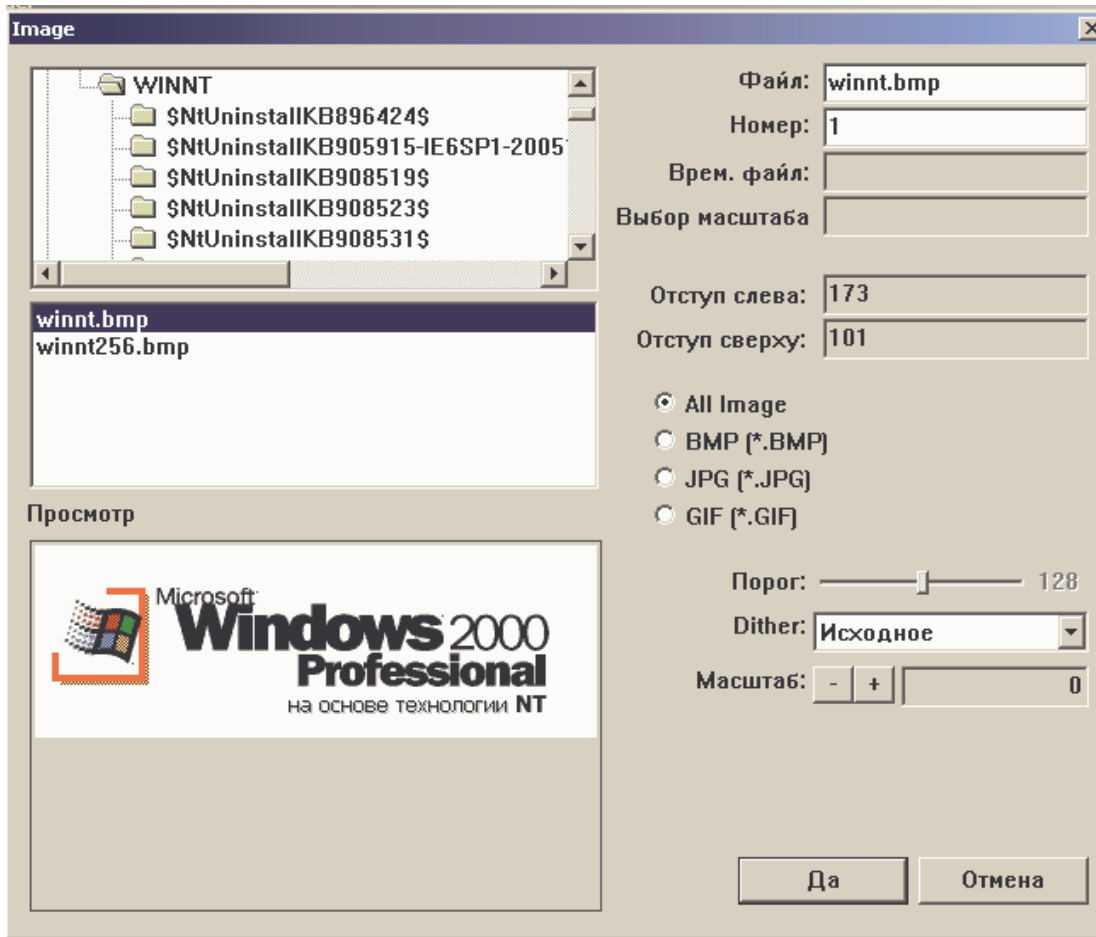 Image
WINNT
$NtUninstallKB896424$
$NtUninstallKB905915-IE6SP1-2005
$NtUninstallKB908519$
$NtUninstallKB908523$
$NtUninstallKB908531$
winnt.bmp
winnt256.bmp
Просмотр
Microsoft
Windows 2000
Professional
на основе технологии NT
Файл: winnt.bmp
Номер: 1
Врем. файл:
Выбор масштаба
Отступ слева: 173
Отступ сверху: 101
All Image
BMP (*.BMP)
JPG (*.JPG)
GIF (*.GIF)
Порог: 128
Dither: Исходное
Масштаб: - + 0
Да Отмена